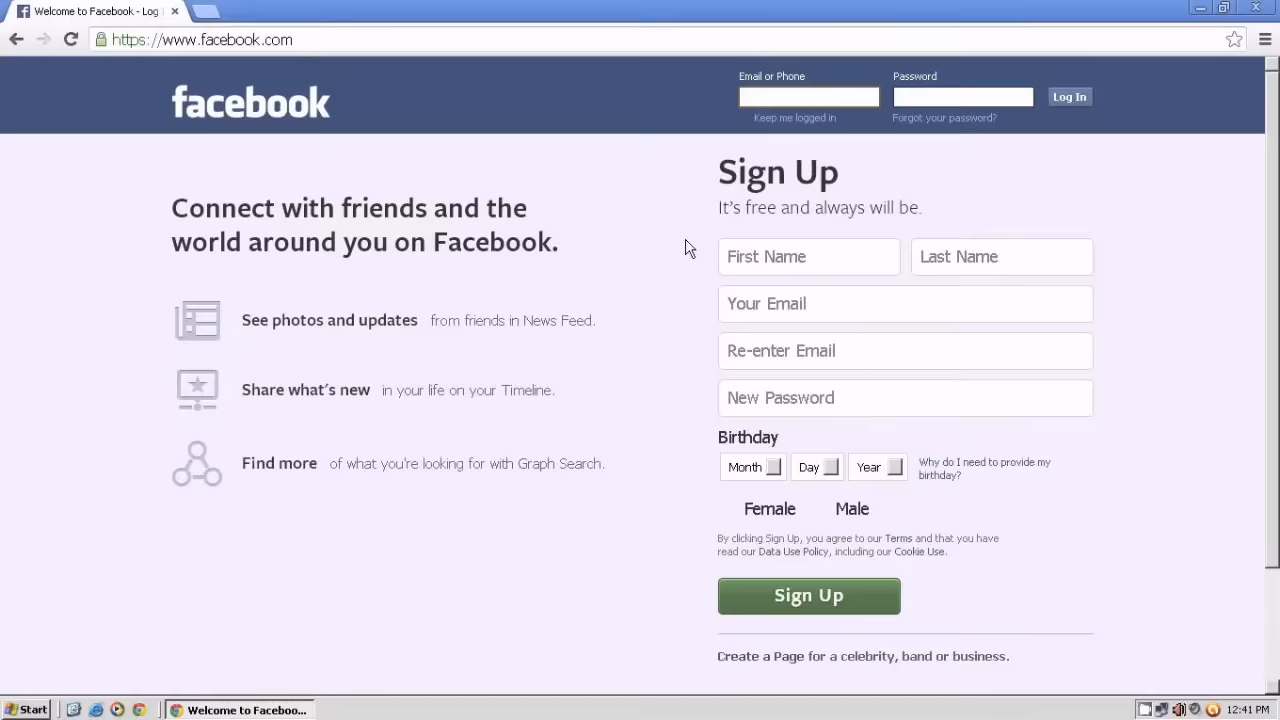 Welcome to Facebook - Log
https://www.facebook.com
facebook
Email or Phone
Password
Log In
Keep me logged in
Forgot your password?
Connect with friends and the
world around you on Facebook.
See photos and updates from friends in News Feed.
Share what's new in your life on your Timeline.
Find more of what you're looking for with Graph Search.
Sign Up
It's free and always will be.
First Name
Last Name
Your Email
Re-enter Email
New Password
Birthday
Month
Day
Year
Why do I need to provide my
birthday?
Female
Male
By clicking Sign Up, you agree to our Terms and that you have
read our Data Use Policy, including our Cookie Use.
Sign Up
Create a Page for a celebrity, band or business.
Start
Welcome to Faceboo...
12:41 PM